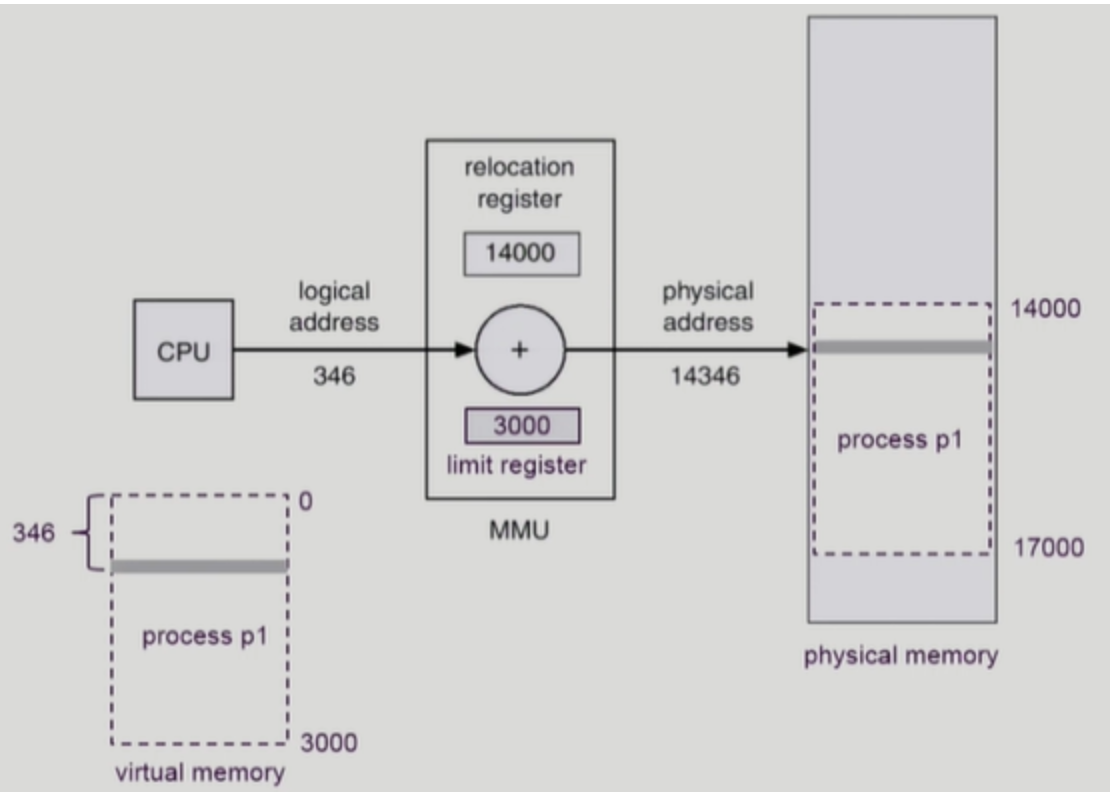 relocation
register
14000
logical
address
346
CPU
+
3000
limit register
MMU
physical
address
14346
14000
process p1
17000
physical memory
0
346
process p1
3000
virtual memory